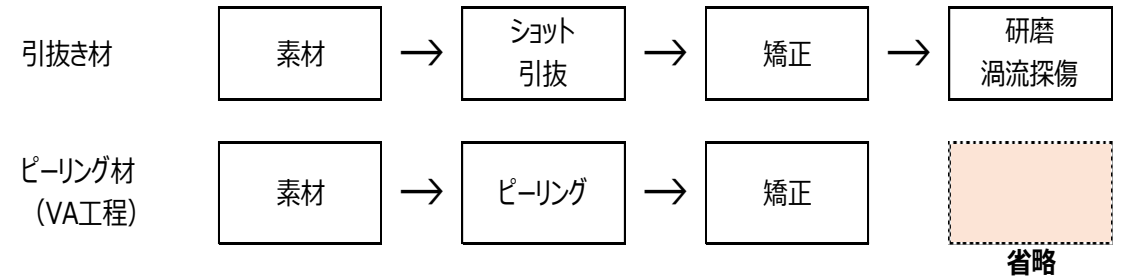 引抜き材
素材
→
ショット
引抜
→
矯正
→
研磨
渦流探傷
ピーリング材
（VA工程）
素材
→
ピーリング
→
矯正
省略